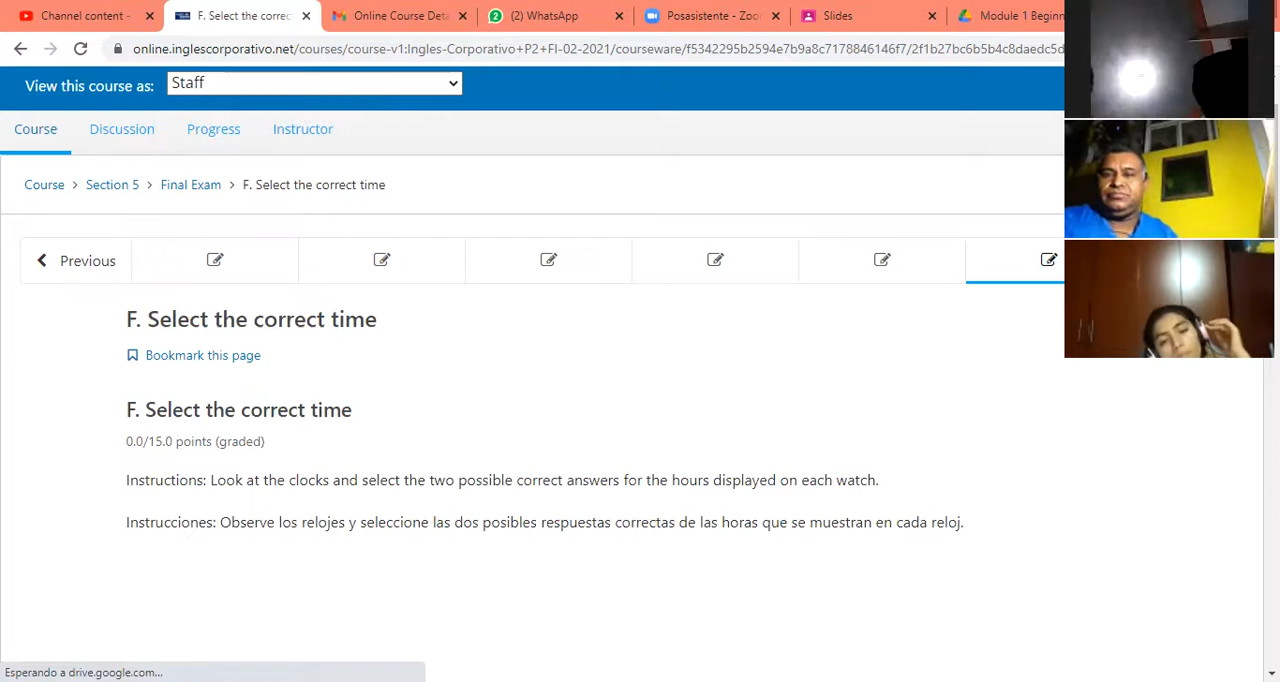 Channel content -
F. Select the correc
Online Course Deta
(2) WhatsApp
Posasistente - Zoo
Slides
Module 1 Beginn
online.inglescorporativo.net/courses/course-v1:Ingles-Corporativo+P2+FI-02-2021/courseware/f5342295b2594e7b9a8c7178846146f7/2f1b27bc6b5b4c8daedc5d
View this course as: Staff
Course Discussion Progress Instructor
Course > Section 5 > Final Exam > F. Select the correct time
Previous
F. Select the correct time
Bookmark this page
F. Select the correct time
0.0/15.0 points (graded)
Instructions: Look at the clocks and select the two possible correct answers for the hours displayed on each watch.
Instrucciones: Observe los relojes y seleccione las dos posibles respuestas correctas de las horas que se muestran en cada reloj.
Esperando a drive.google.com...